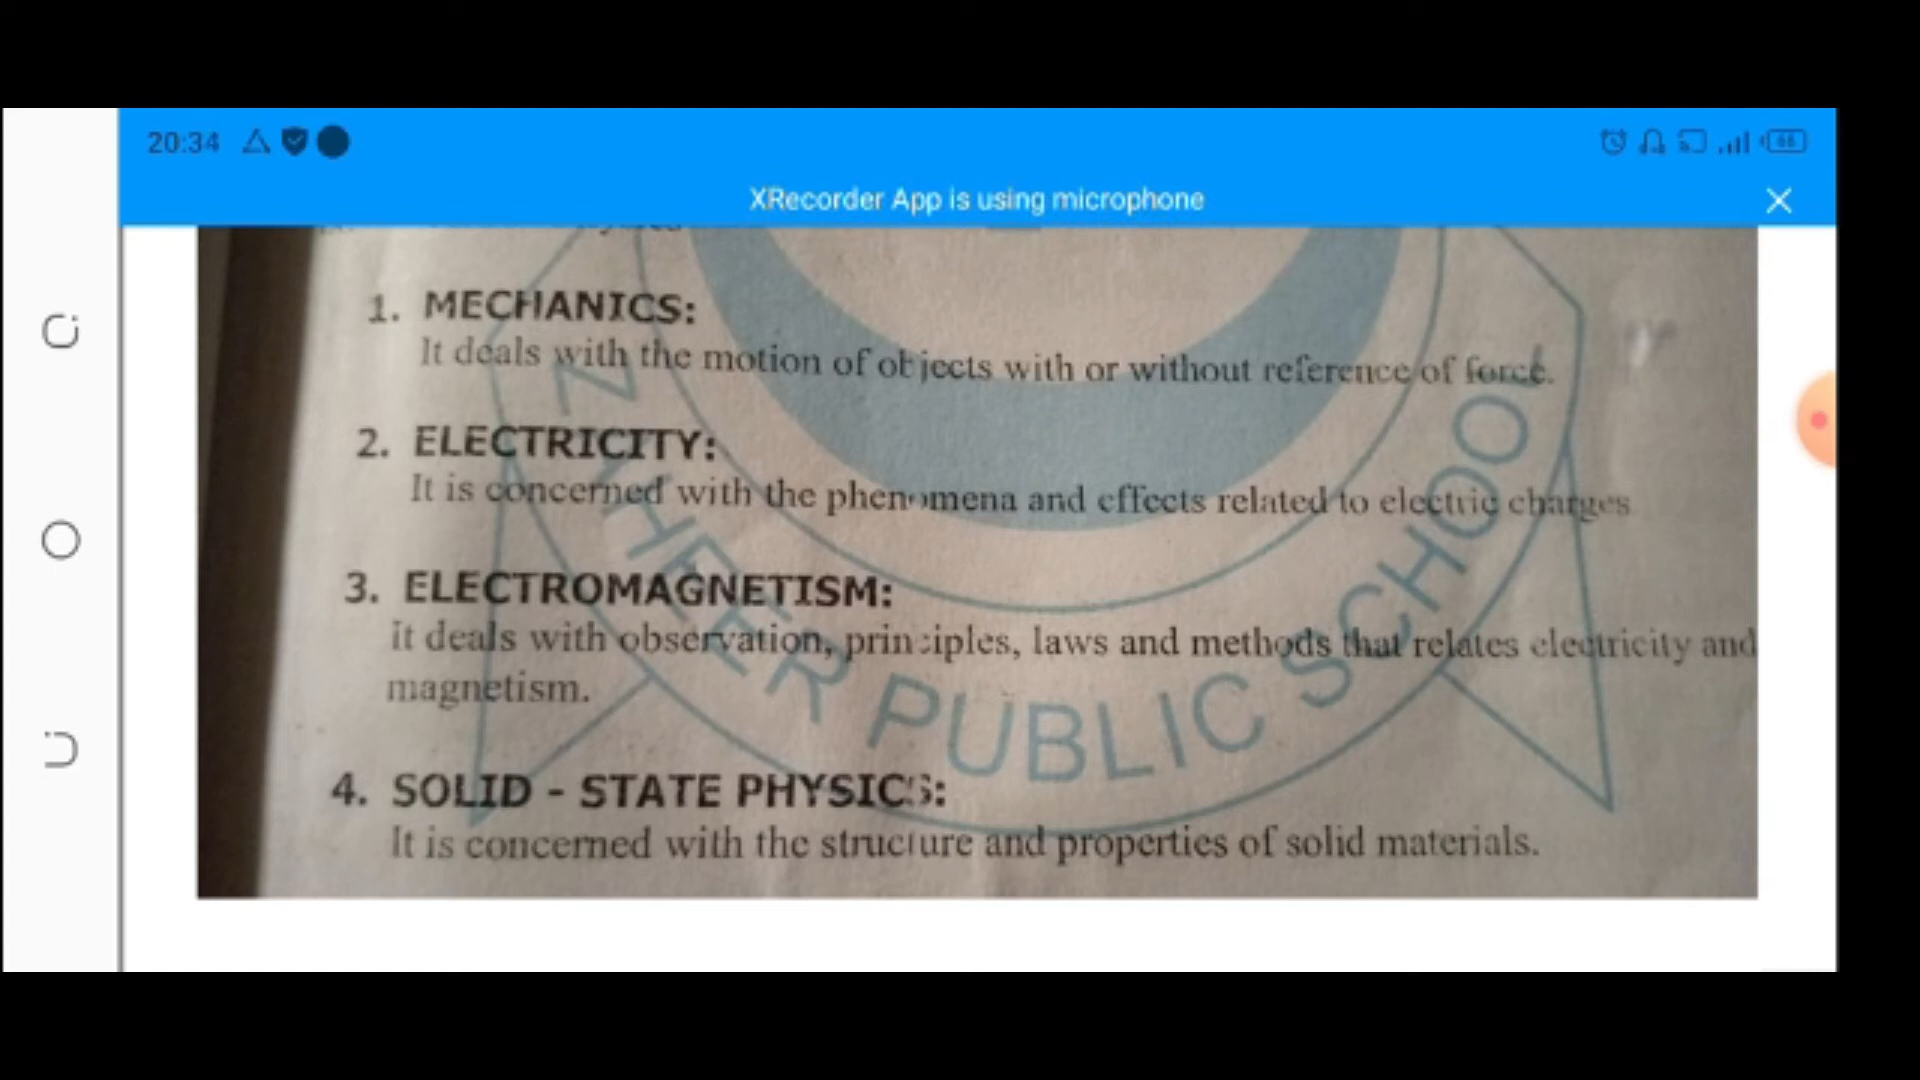 20:34
68
XRecorder App is using microphone
1. MECHANICS:
It deals with the motion of objects with or without reference of force.
2. ELECTRICITY:
It is concerned with the phenomena and effects related to electric charges
3. ELECTROMAGNETISM:
It deals with observation, principles, laws and methods that relates electricity and
magnetism.
4. SOLID - STATE PHYSICS:
It is concerned with the structure and properties of solid materials.
PUBLIC SCHOOL